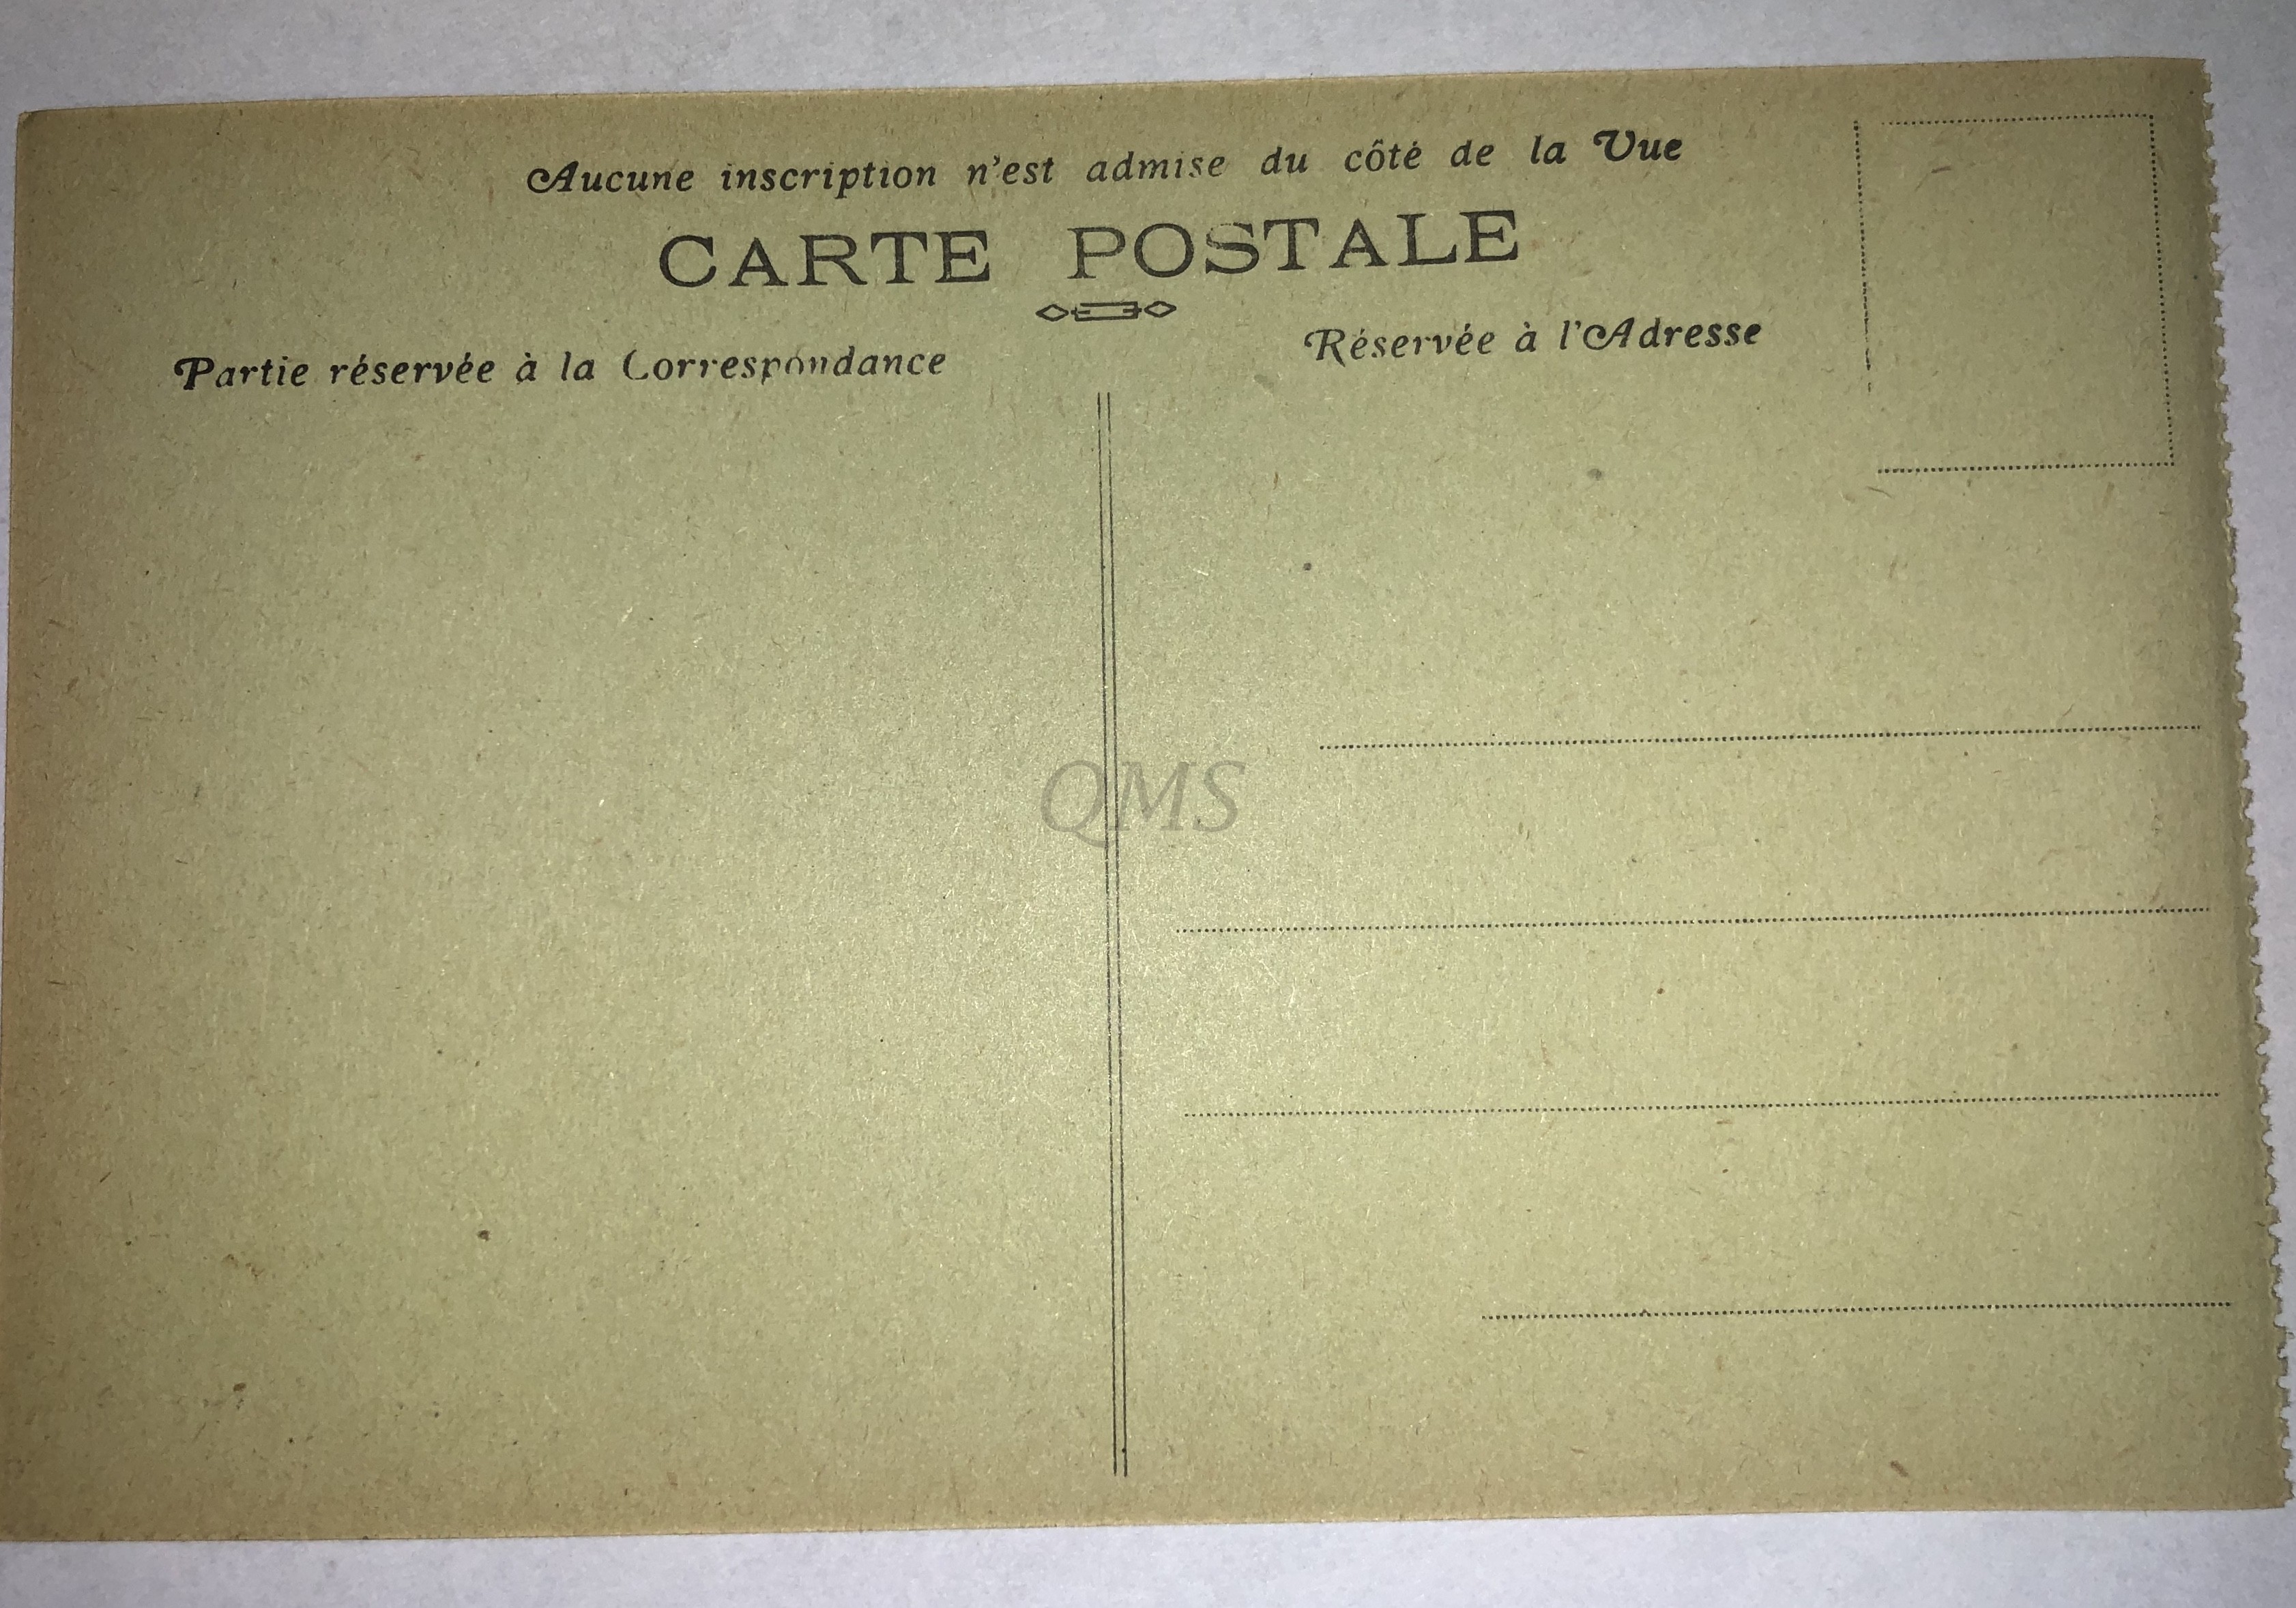 Aucune inscription n'est admise du côté de la Vue
CARTE POSTALE
Partie réservée à la Correspondance
Réservée à l'Adresse
QMS